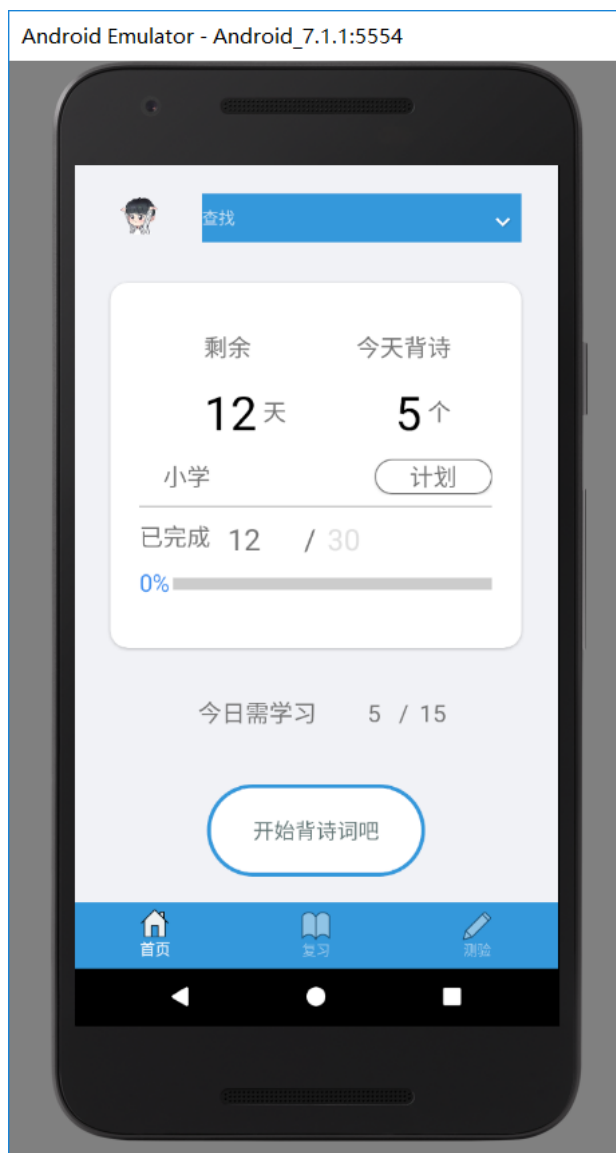 Android Emulator - Android_7.1.1:5554
查找
剩余 今天背诗
12 天 5 个
小学 计划
已完成 12 / 30
0%
今日需学习 5 / 15
开始背诗词吧
首页 复习 测验